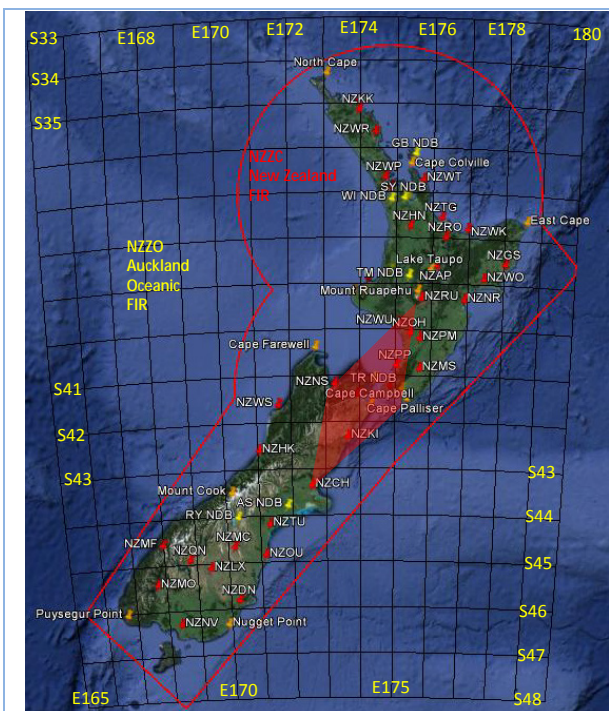 E168
E170
E172
E174
E176
E178
180
S33
S34
S35
North Cape
NZKK
NZWR
GB NDB
Cape Colville
NZWP
NZWT
SY NDB
WI NDB
NZZC
New Zealand
FIR
NZHN
NZTG
NZRO
NZWK
East Cape
NZZO
Auckland
Oceanic
FIR
Lake Taupo
NZGS
TM NDB
NZAP
NZWO
Mount Ruapehu
NZRU
NZNR
NZWU
NZOH
NZPM
Cape Farewell
NZPP
NZMS
NZNS
TR NDB
S41
Cape Campbell
NZWS
Cape Palliser
S42
NZKI
NZHK
S43
S43
NZCH
Mount Cook
AS NDB
RY NDB
S44
NZTU
NZMF
NZMC
NZQN
NZOU
S45
NZLX
NZMO
NZDN
Puysegur Point
S46
NZNV
Nugget Point
S47
E165
E170
E175
S48